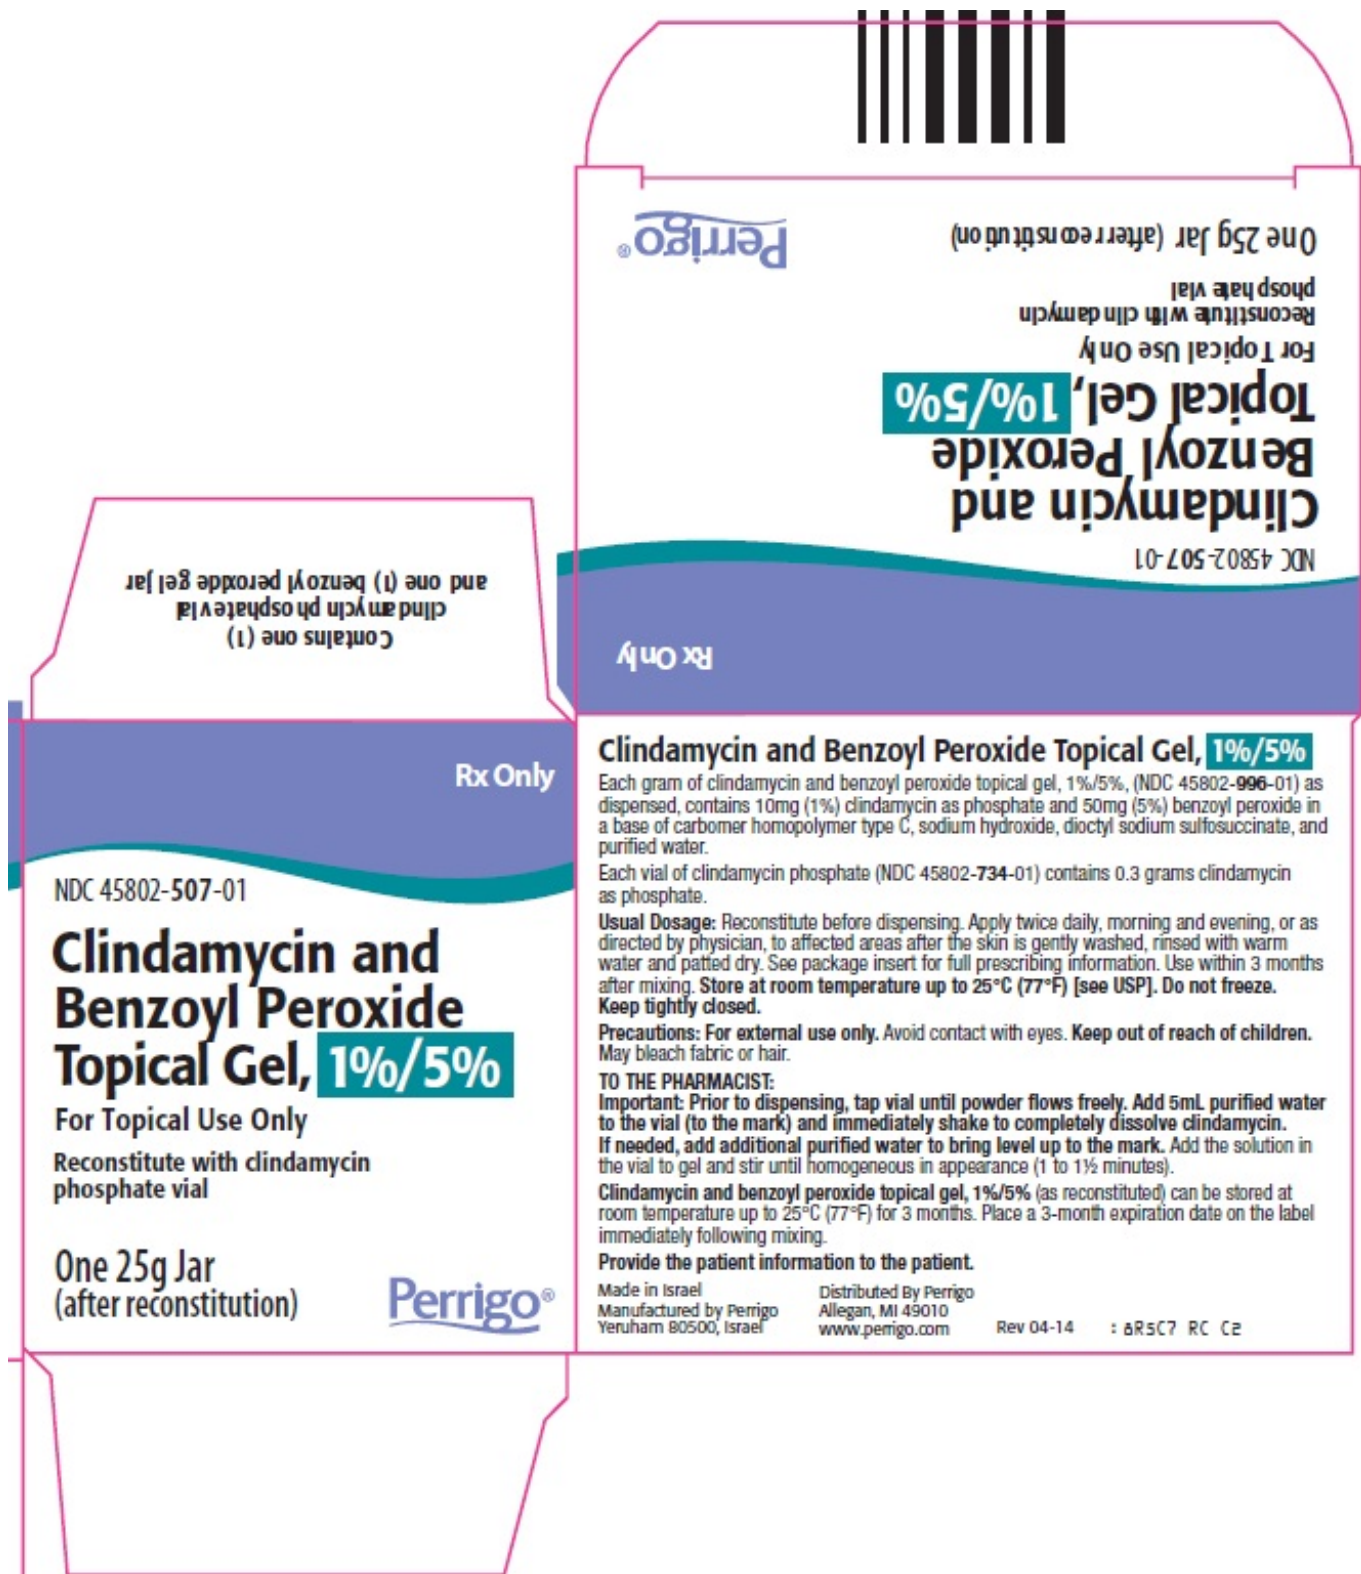 Perrigo®
One 25g Jar (after reconstitution)
Reconstitute with clindamycin
phosphate vial
For Topical Use Only
Clindamycin and
Benzoyl Peroxide
Topical Gel, 1%/5%
NDC 45802-507-01
Rx Only
Contains one (1)
clindamycin phosphate vial
and one (1) benzoyl peroxide gel jar
Rx Only
NDC 45802-507-01
Clindamycin and
Benzoyl Peroxide
Topical Gel, 1%/5%
For Topical Use Only
Reconstitute with clindamycin
phosphate vial
One 25g Jar
(after reconstitution)
Perrigo®
Clindamycin and Benzoyl Peroxide Topical Gel, 1%/5%
Each gram of clindamycin and benzoyl peroxide topical gel, 1%/5%, (NDC 45802-996-01) as
dispensed, contains 10mg (1%) clindamycin as phosphate and 50mg (5%) benzoyl peroxide in
a base of carbomer homopolymer type C, sodium hydroxide, dioctyl sodium sulfosuccinate, and
purified water.
Each vial of clindamycin phosphate (NDC 45802-734-01) contains 0.3 grams clindamycin
as phosphate.
Usual Dosage: Reconstitute before dispensing. Apply twice daily, morning and evening, or as
directed by physician, to affected areas after the skin is gently washed, rinsed with warm
water and patted dry. See package insert for full prescribing information. Use within 3 months
after mixing. Store at room temperature up to 25°C (77°F) [see USP]. Do not freeze.
Keep tightly closed.
Precautions: For external use only. Avoid contact with eyes. Keep out of reach of children.
May bleach fabric or hair.
TO THE PHARMACIST:
Important: Prior to dispensing, tap vial until powder flows freely. Add 5mL purified water
to the vial (to the mark) and immediately shake to completely dissolve clindamycin.
If needed, add additional purified water to bring level up to the mark. Add the solution in
the vial to gel and stir until homogeneous in appearance (1 to 1½ minutes).
Clindamycin and benzoyl peroxide topical gel, 1%/5% (as reconstituted) can be stored at
room temperature up to 25°C (77°F) for 3 months. Place a 3-month expiration date on the label
immediately following mixing.
Provide the patient information to the patient.
Made in Israel
Manufactured by Perrigo
Yeruham 80500, Israel
Distributed By Perrigo
Allegan, MI 49010
www.perrigo.com
Rev 04-14
: 8R5C7 RC C2